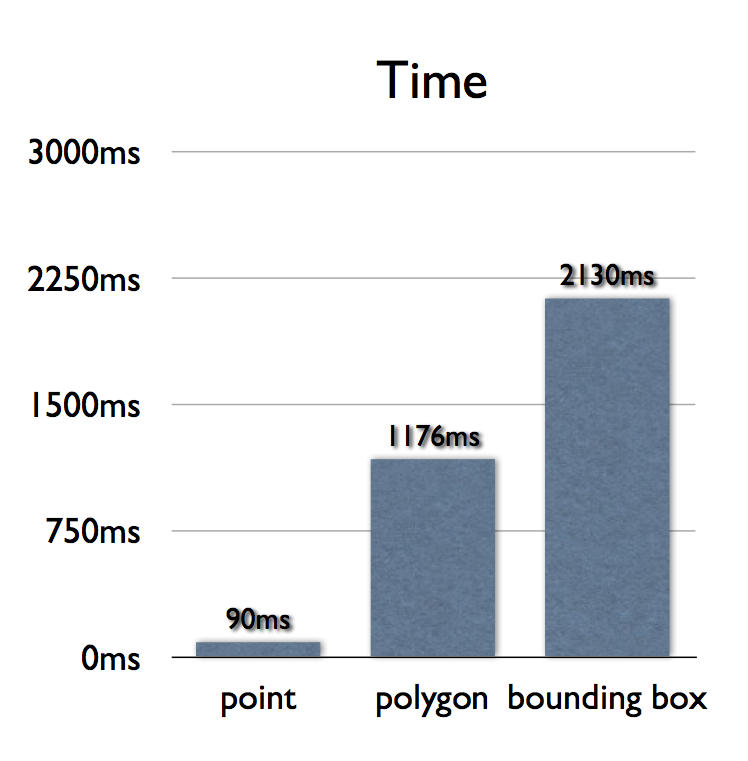 Time
3000ms
2250ms
2130ms
1500ms
1176ms
750ms
90ms
0ms
point polygon bounding box